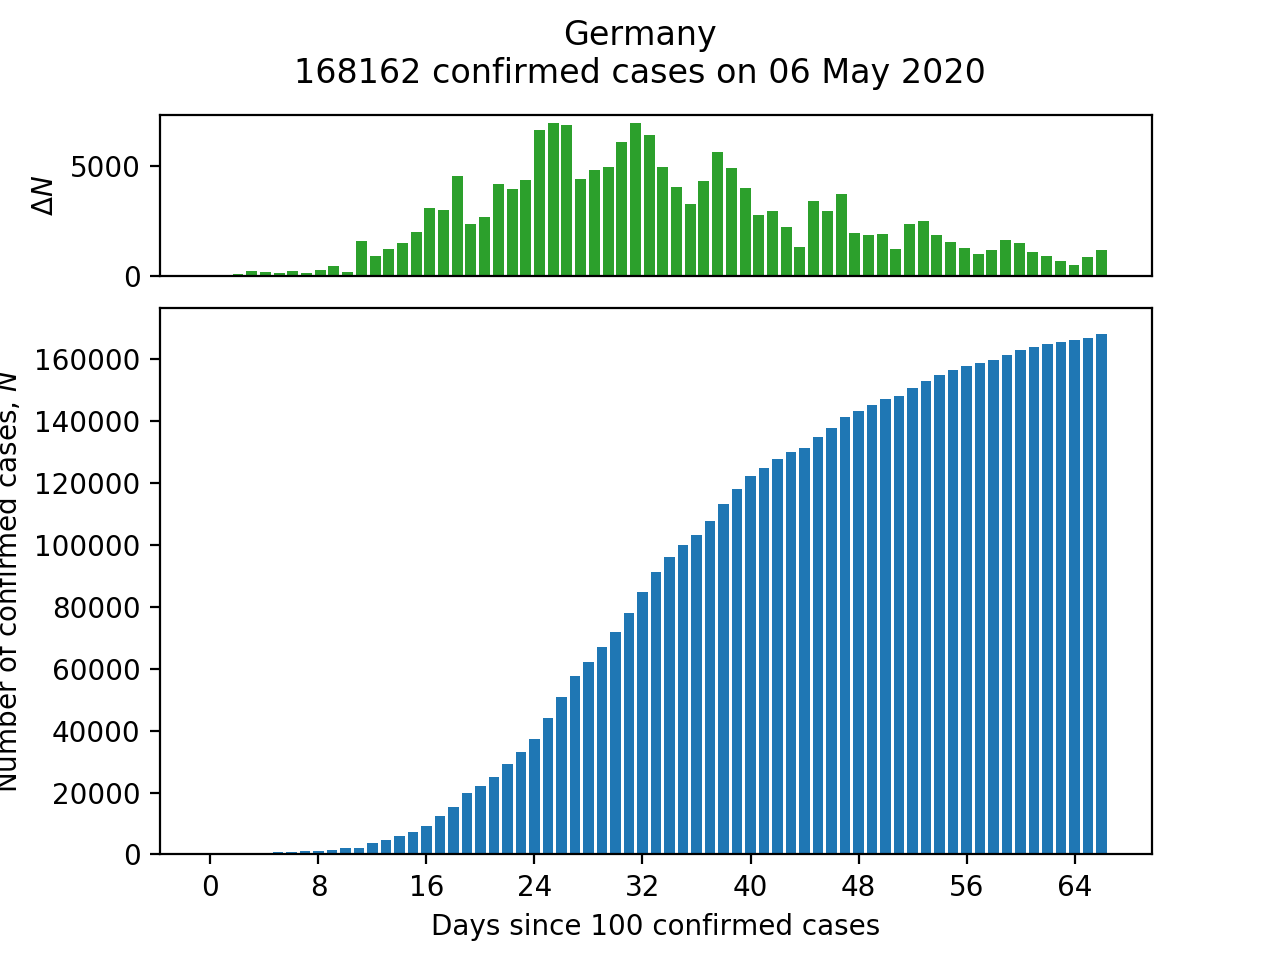 Germany
168162 confirmed cases on 06 May 2020
ΔN
5000
0
Number of confirmed cases, N
160000
140000
120000
100000
80000
60000
40000
20000
0
0 8 16 24 32 40 48 56 64
Days since 100 confirmed cases